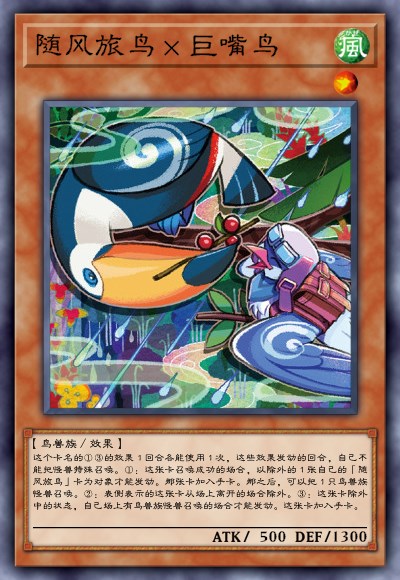 随风旅鸟×巨嘴鸟
風
【鸟兽族／效果】
这个卡名的①③的效果1回合各能使用1次，这些效果发动的回合，自己不
能把怪兽特殊召唤。①：这张卡召唤成功的场合，以除外的1张自己的「随
风旅鸟」卡为对象才能发动。那张卡加入手卡。那之后，可以把1只鸟兽族
怪兽召唤。②：表侧表示的这张卡从场上离开的场合除外。③：这张卡除外
中的状态，自己场上有鸟兽族怪兽召唤的场合才能发动。这张卡加入手卡。
ATK/ 500 DEF/1300